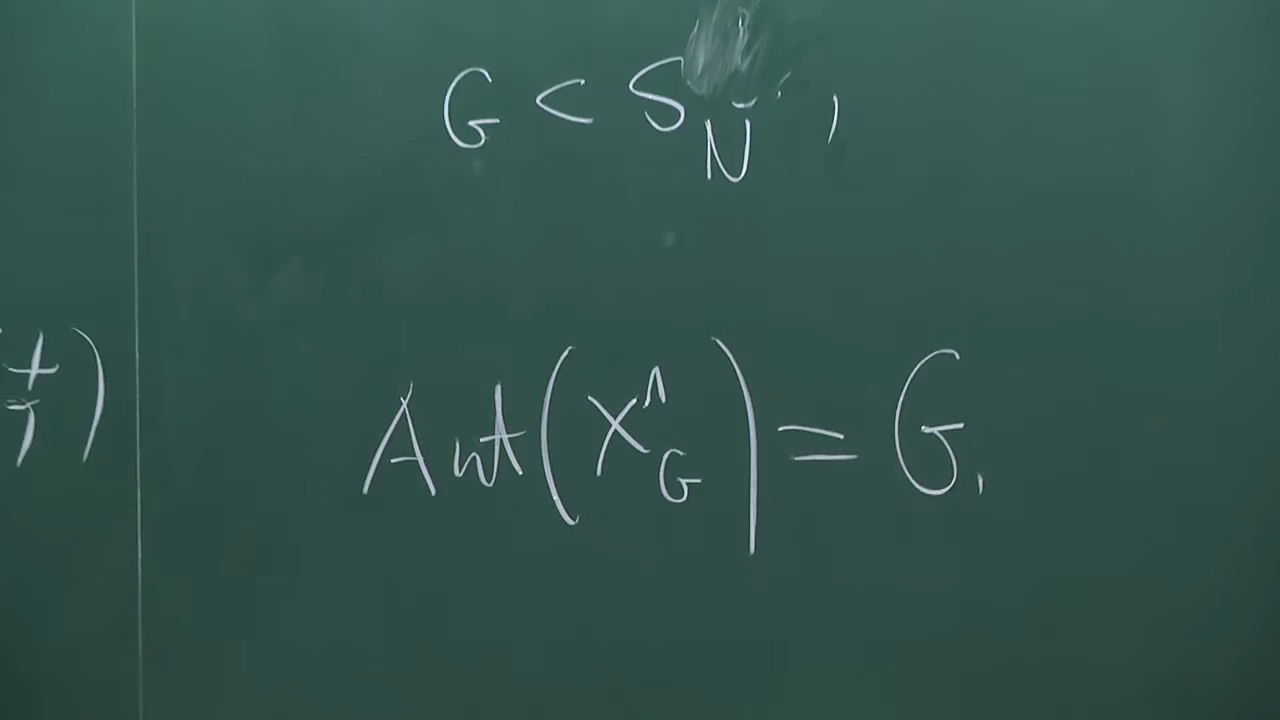 G < S_N ,
Aut(X^∧_G) = G,